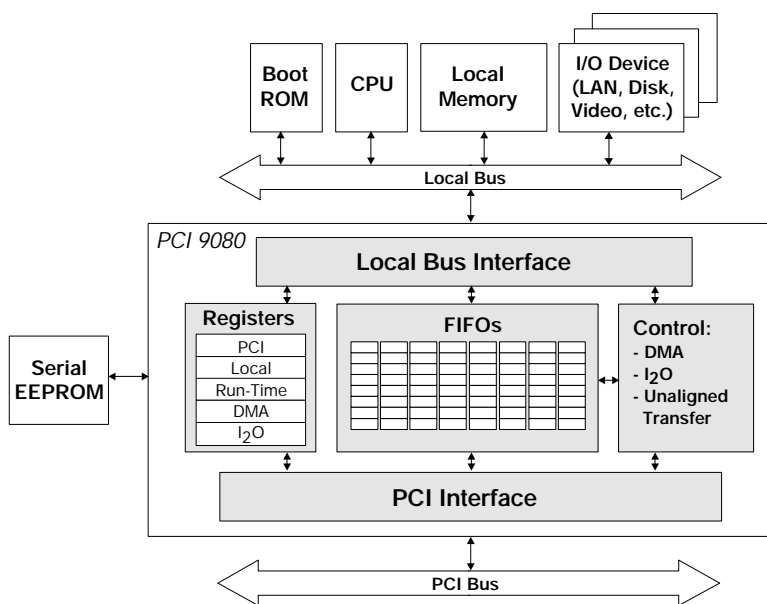 Boot
ROM
CPU
Local
Memory
I/O Device
(LAN, Disk,
Video, etc.)
Local Bus
PCI 9080
Local Bus Interface
Registers
PCI
Local
Run-Time
DMA
I2O
FIFOs
Control:
- DMA
- I2O
- Unaligned
Transfer
Serial
EEPROM
PCI Interface
PCI Bus